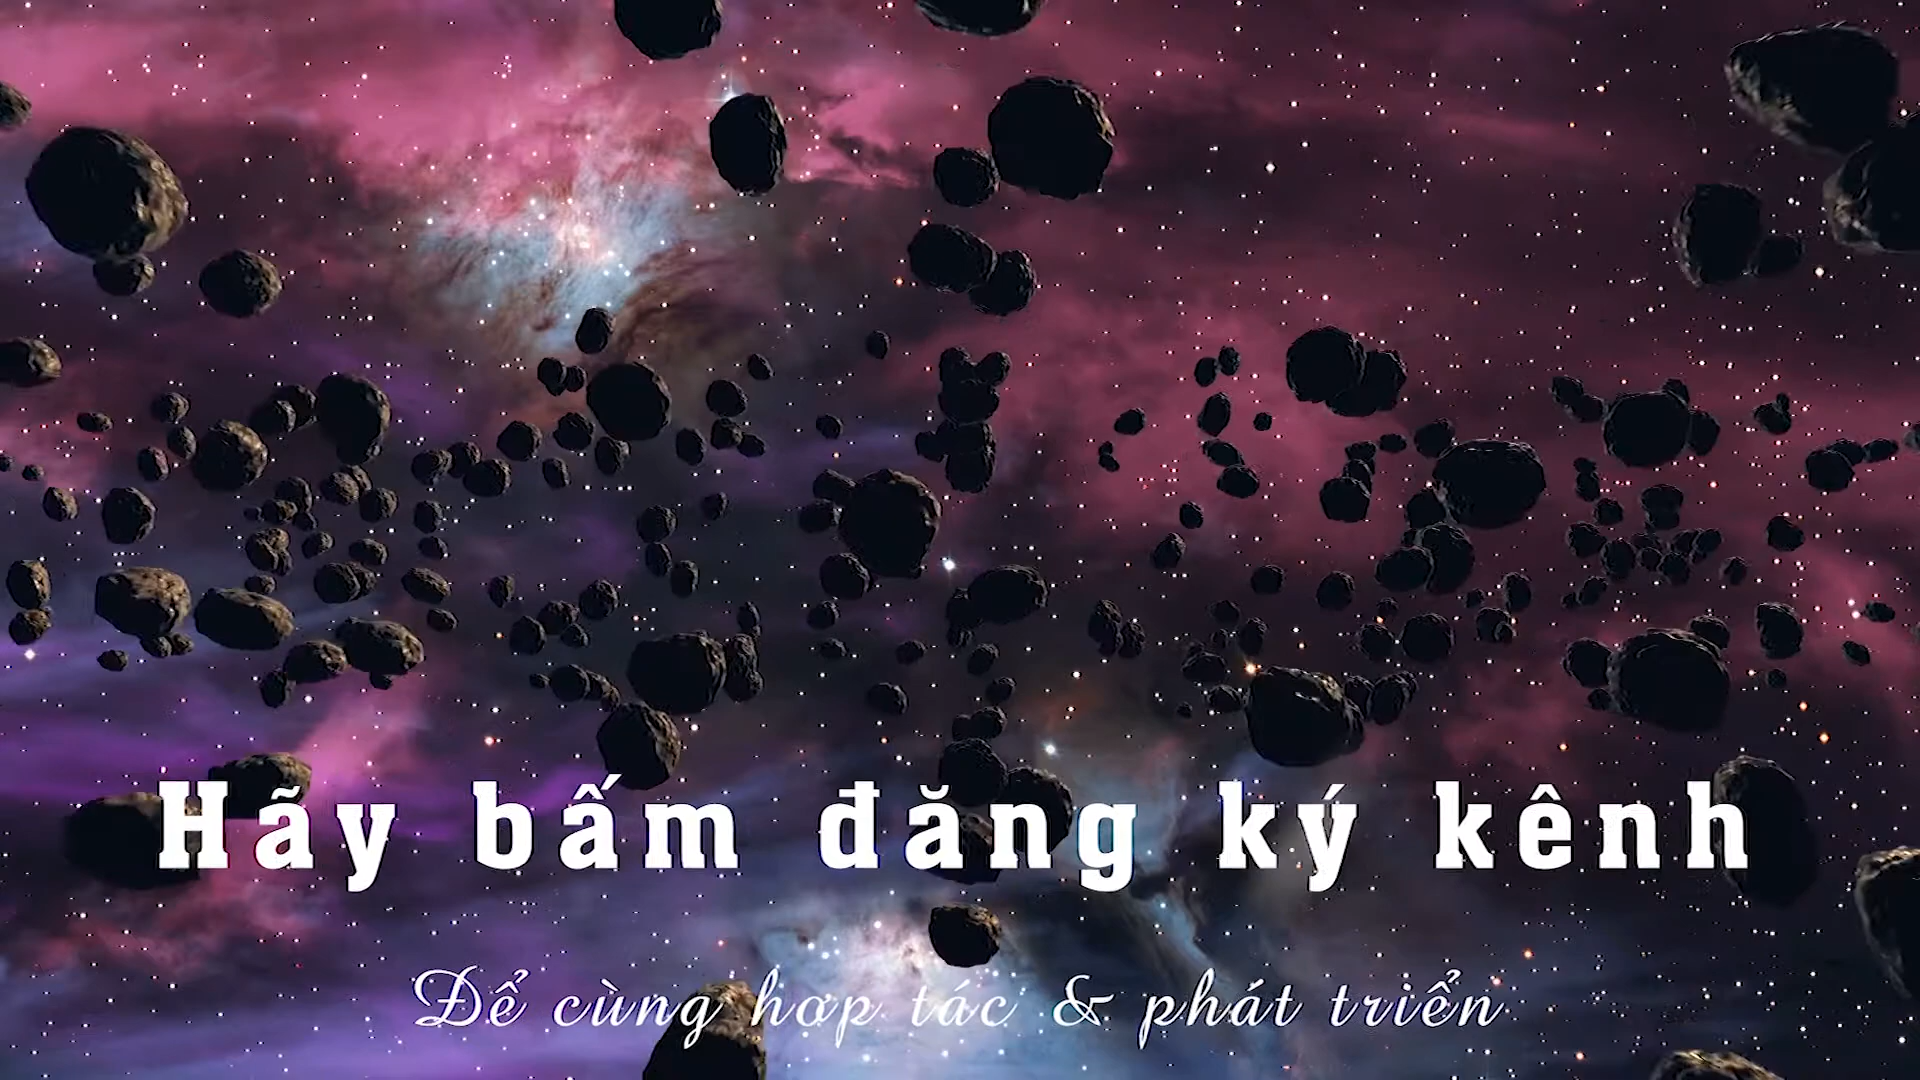 Hãy bấm đăng ký kênh
Để cùng hợp tác & phát triển